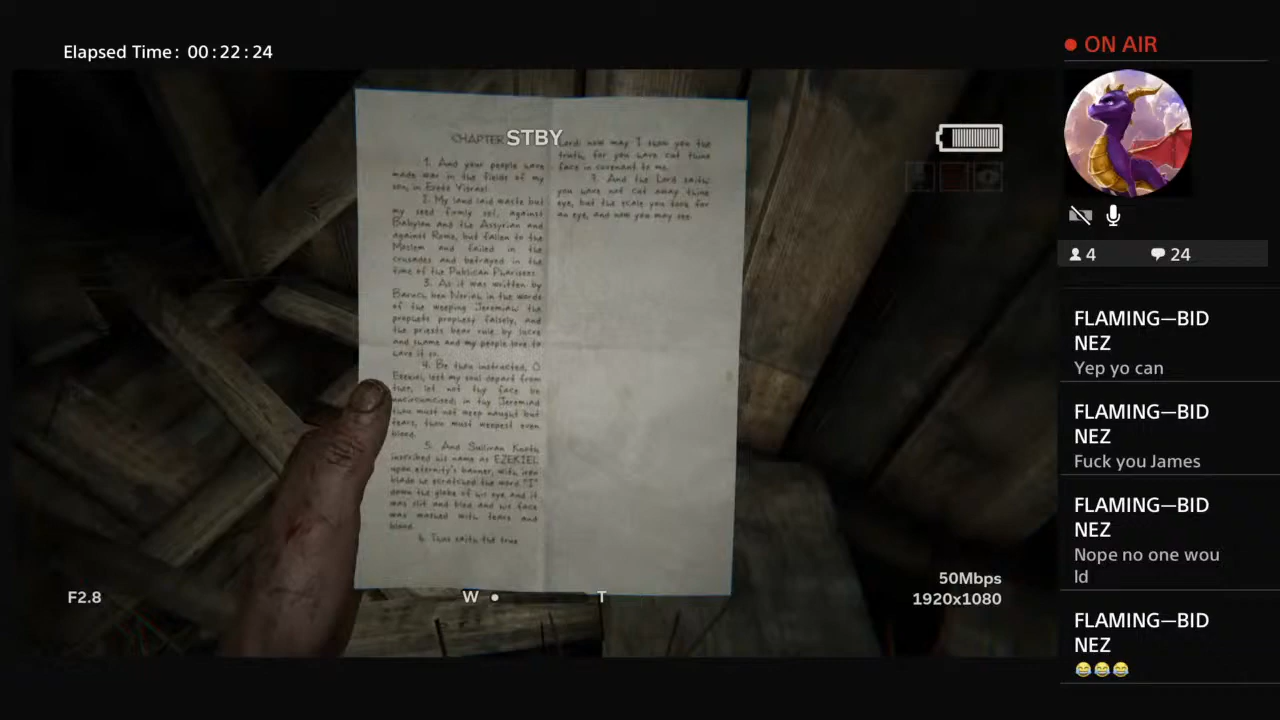 Elapsed Time: 00:22:24
ON AIR
CHAPTER
STBY
1. And your people have
made war in the fields of my
son, in Eretz Yisrael.
2. My land laid waste but
my seed firmly set, against
Babylon and the Assyrian and
against Rome, but fallen to the
Moslem and failed in the
crusades and betrayed in the
time of the Publican Pharisees.
3. As it was written by
Baruch ben Neriah in the words
of the weeping Jeremiah the
prophets prophesy falsely, and
the priests bear rule by lucre
and shame and my people love to
have it so.
4. Be thou instructed, O
Ezekiel, lest my soul depart from
thee, let not thy face be
uncircumcised, in thy Jeremiad
thou must not weep naught but
tears, thou must weepest even
blood.
5. And Sullivan Knoth
inscribed his name as EZEKIEL
upon eternity's banner, with iron
blade he scratched the word "I"
down the globe of his eye and it
was slit and bled and his face
was washed with tears and
blood.
6. Thus saith the true
Lord: now may I show you the
truth, for you have cut thine
face in covenant to me.
7. And the Lord saith:
you have not cut away thine
eye, but the scale you took for
an eye, and now you may see.
F2.8
W
T
50Mbps
1920x1080
4
24
FLAMING—BID
NEZ
Yep yo can
FLAMING—BID
NEZ
Fuck you James
FLAMING—BID
NEZ
Nope no one wou
ld
FLAMING—BID
NEZ
😂😂😂